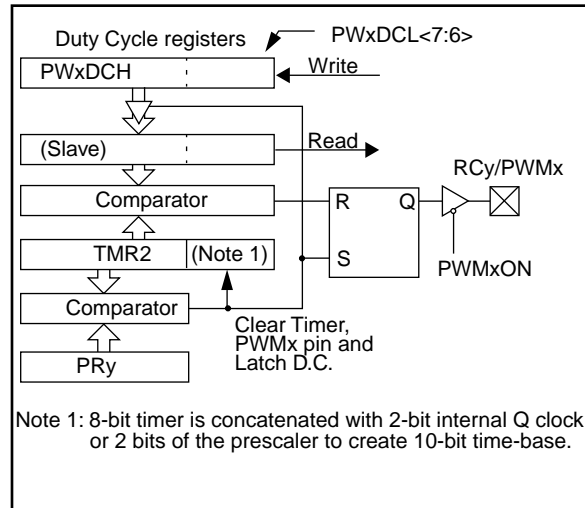 Duty Cycle registers
PWxDCL<7:6>
PWxDCH
Write
(Slave)
Read
RCy/PWMx
Comparator
R
Q
TMR2
(Note 1)
S
PWMxON
Comparator
Clear Timer,
PWMx pin and
Latch D.C.
PRy
Note 1: 8-bit timer is concatenated with 2-bit internal Q clock
or 2 bits of the prescaler to create 10-bit time-base.